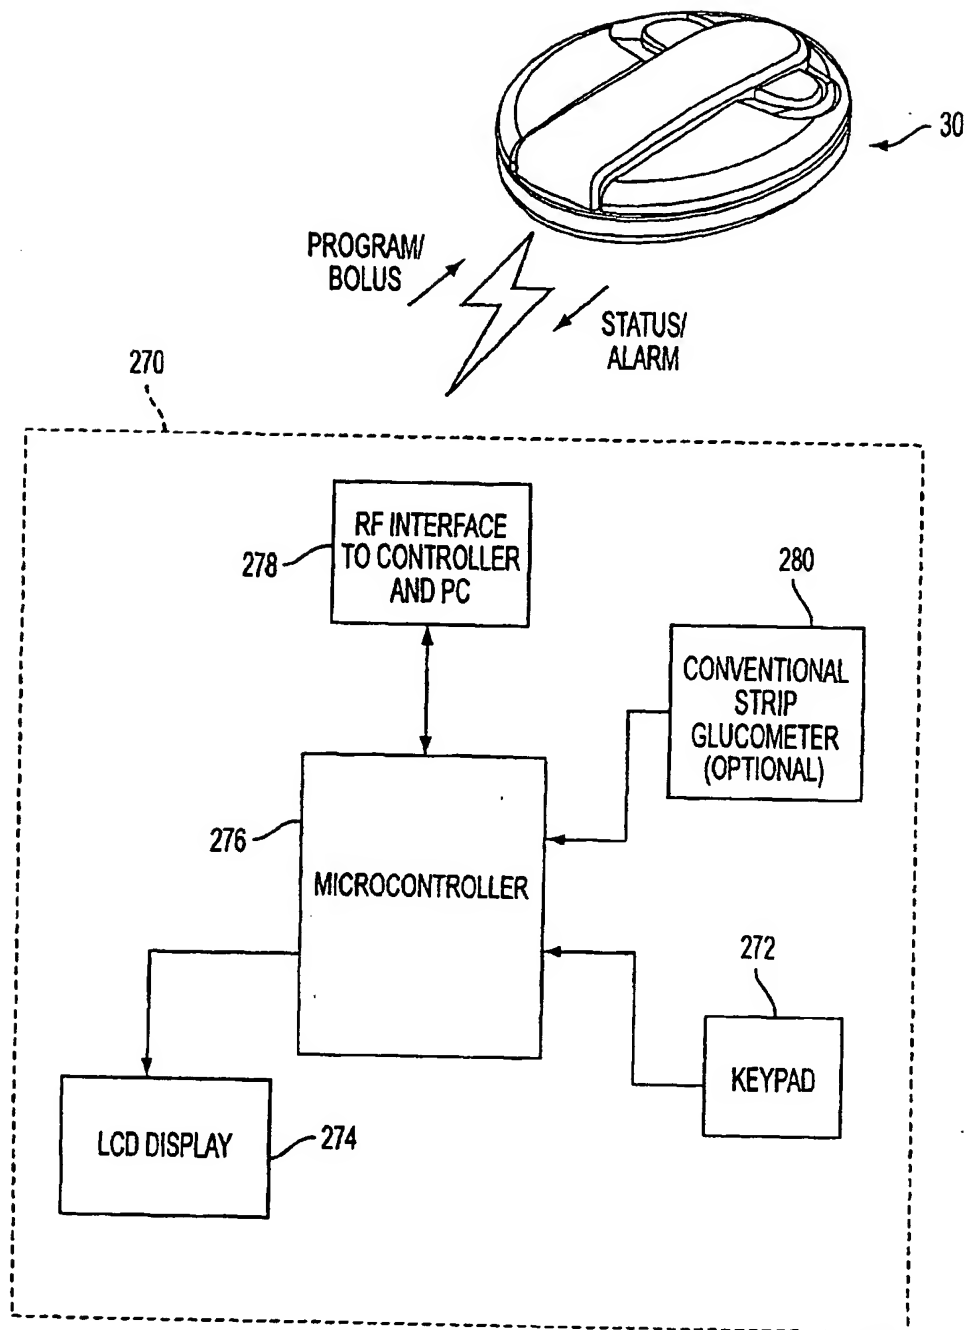 30
PROGRAM/
BOLUS
STATUS/
ALARM
270
RF INTERFACE
TO CONTROLLER
AND PC
278
280
CONVENTIONAL
STRIP
GLUCOMETER
(OPTIONAL)
276
MICROCONTROLLER
272
KEYPAD
LCD DISPLAY
274